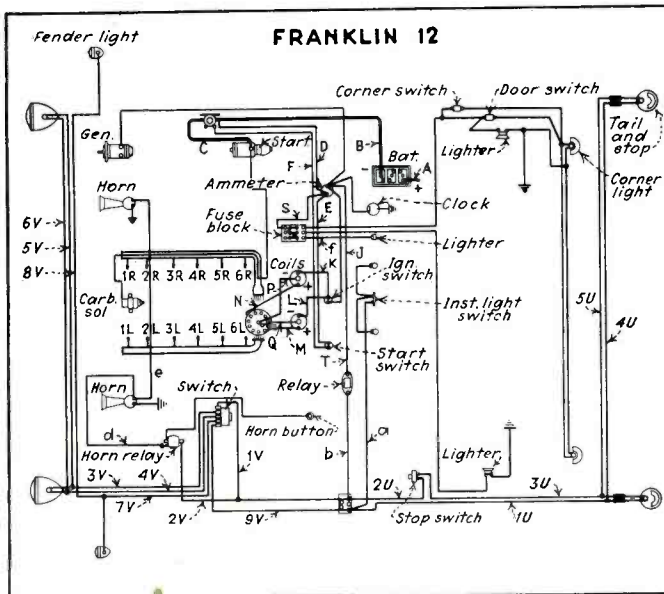 FRANKLIN 12
Fender light
Corner switch
Door switch
Gen.
C
Start
D
F
B
Bat.
A
-
+
Lighter
Tail and
stop
Corner
light
Horn
Ammeter
S
E
Clock
Fuse
block
6V
5V
8V
f
J
Lighter
K
1R 2R 3R 4R 5R 6R
Coils
-
P
+
Ign
switch
Carb.
sol
N
L
-
+
Inst. light
switch
5U
4U
1L 2L 3L 4L 5L 6L
Q
M
T
Start
switch
e
Relay
Horn
Switch
d
Horn relay
Horn button
a
b
Lighter
1V
3V
4V
7V
2V
9V
2U
Stop switch
3U
1U